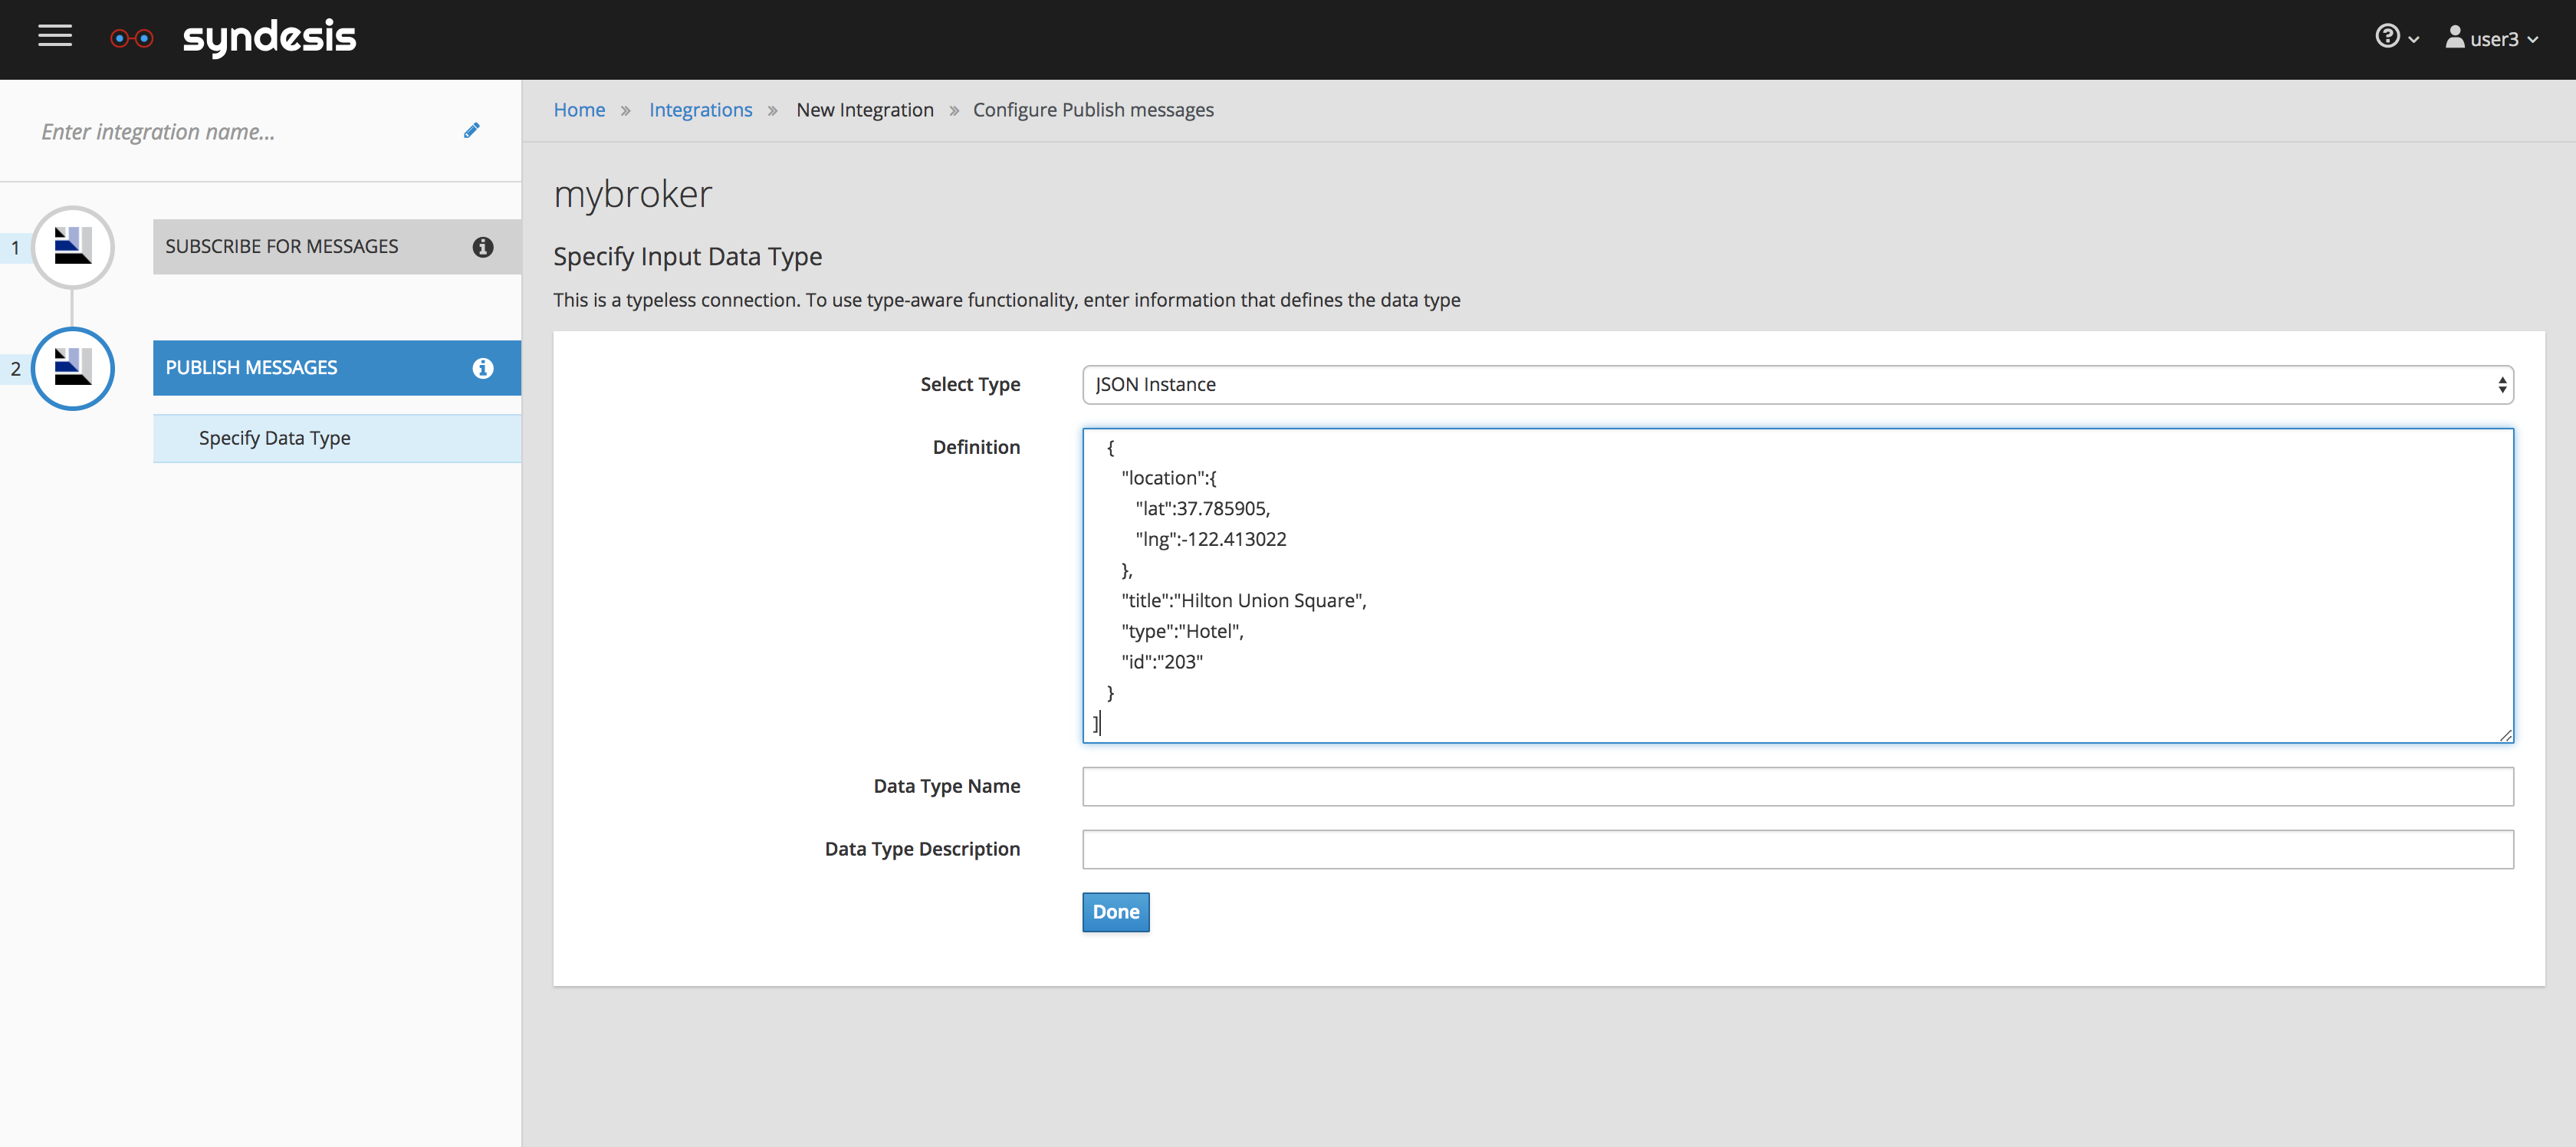 syndesis
user3
Enter integration name...
Home » Integrations » New Integration » Configure Publish messages
mybroker
1
SUBSCRIBE FOR MESSAGES
2
PUBLISH MESSAGES
Specify Data Type
Specify Input Data Type
This is a typeless connection. To use type-aware functionality, enter information that defines the data type
Select Type
JSON Instance
Definition
{
"location":{
"lat":37.785905,
"lng":-122.413022
},
"title":"Hilton Union Square",
"type":"Hotel",
"id":"203"
}
]
Data Type Name
Data Type Description
Done